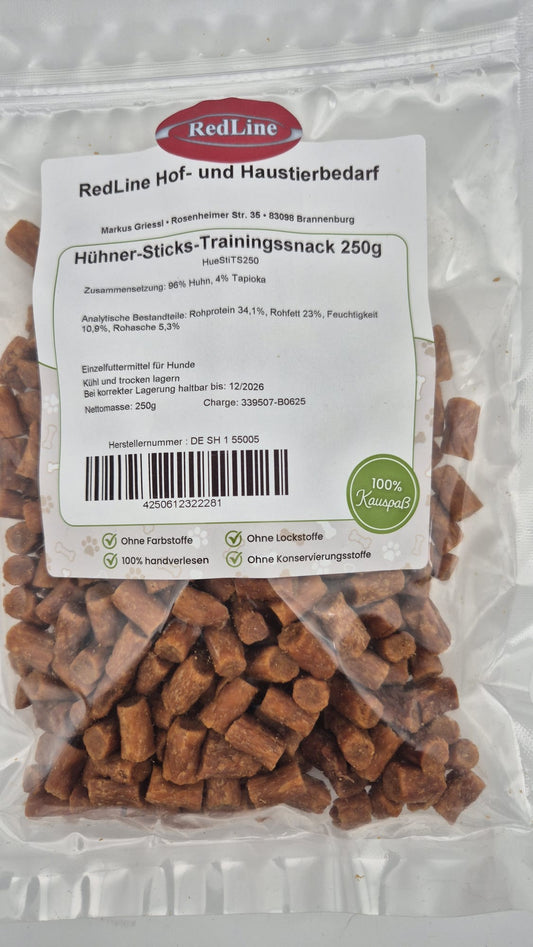 RedLine
RedLine Hof- und Haustierbedarf
Markus Griessl • Rosenheimer Str. 35 • 83098 Brannenburg
Hühner-Sticks-Trainingssnack 250g
HueStiTS250
Zusammensetzung: 96% Huhn, 4% Tapioka
Analytische Bestandteile: Rohprotein 34,1%, Rohfett 23%, Feuchtigkeit
10,9%, Rohasche 5,3%
Einzelfuttermittel für Hunde
Kühl und trocken lagern
Bei korrekter Lagerung haltbar bis: 12/2026
Nettomasse: 250g Charge: 339507-B0625
Herstellernummer : DE SH 1 55005
4250612322281
100%
Kauspaß
Ohne Farbstoffe Ohne Lockstoffe
100% handverlesen Ohne Konservierungsstoffe